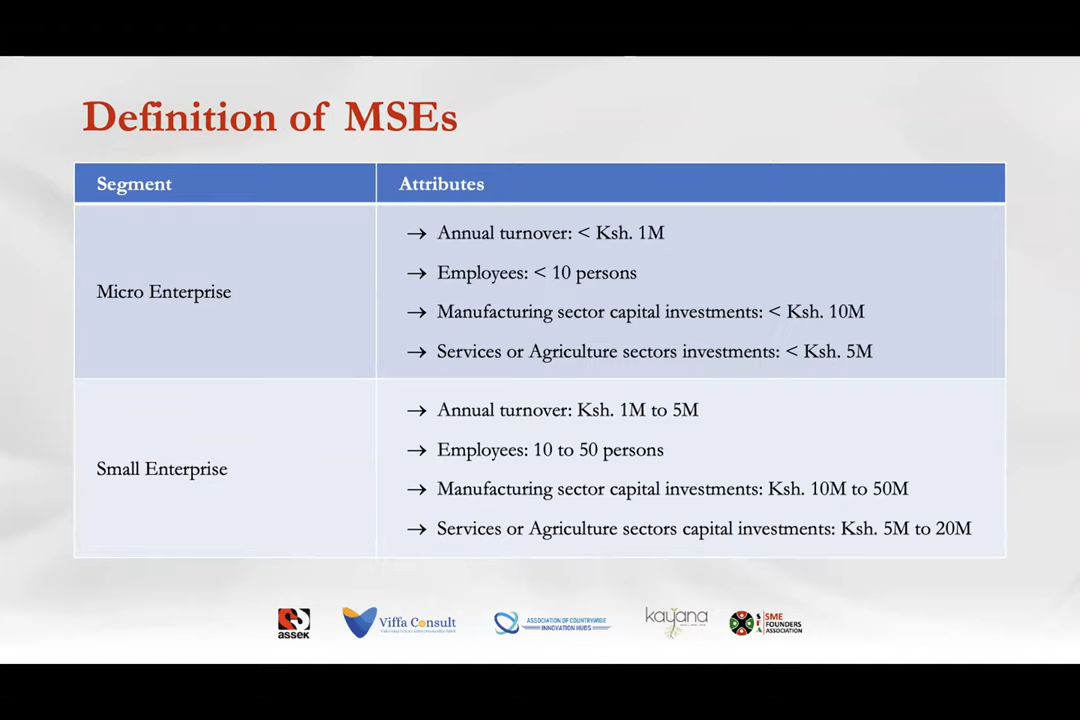 Definition of MSEs
Segment
Attributes
Micro Enterprise
→ Annual turnover: < Ksh. 1M
→ Employees: < 10 persons
→ Manufacturing sector capital investments: < Ksh. 10M
→ Services or Agriculture sectors investments: < Ksh. 5M
Small Enterprise
→ Annual turnover: Ksh. 1M to 5M
→ Employees: 10 to 50 persons
→ Manufacturing sector capital investments: Ksh. 10M to 50M
→ Services or Agriculture sectors capital investments: Ksh. 5M to 20M
assek
Viffa Consult
ASSOCIATION OF COUNTRYWIDE
INNOVATION HUBS
kayana
SFA
SME
FOUNDERS
ASSOCIATION